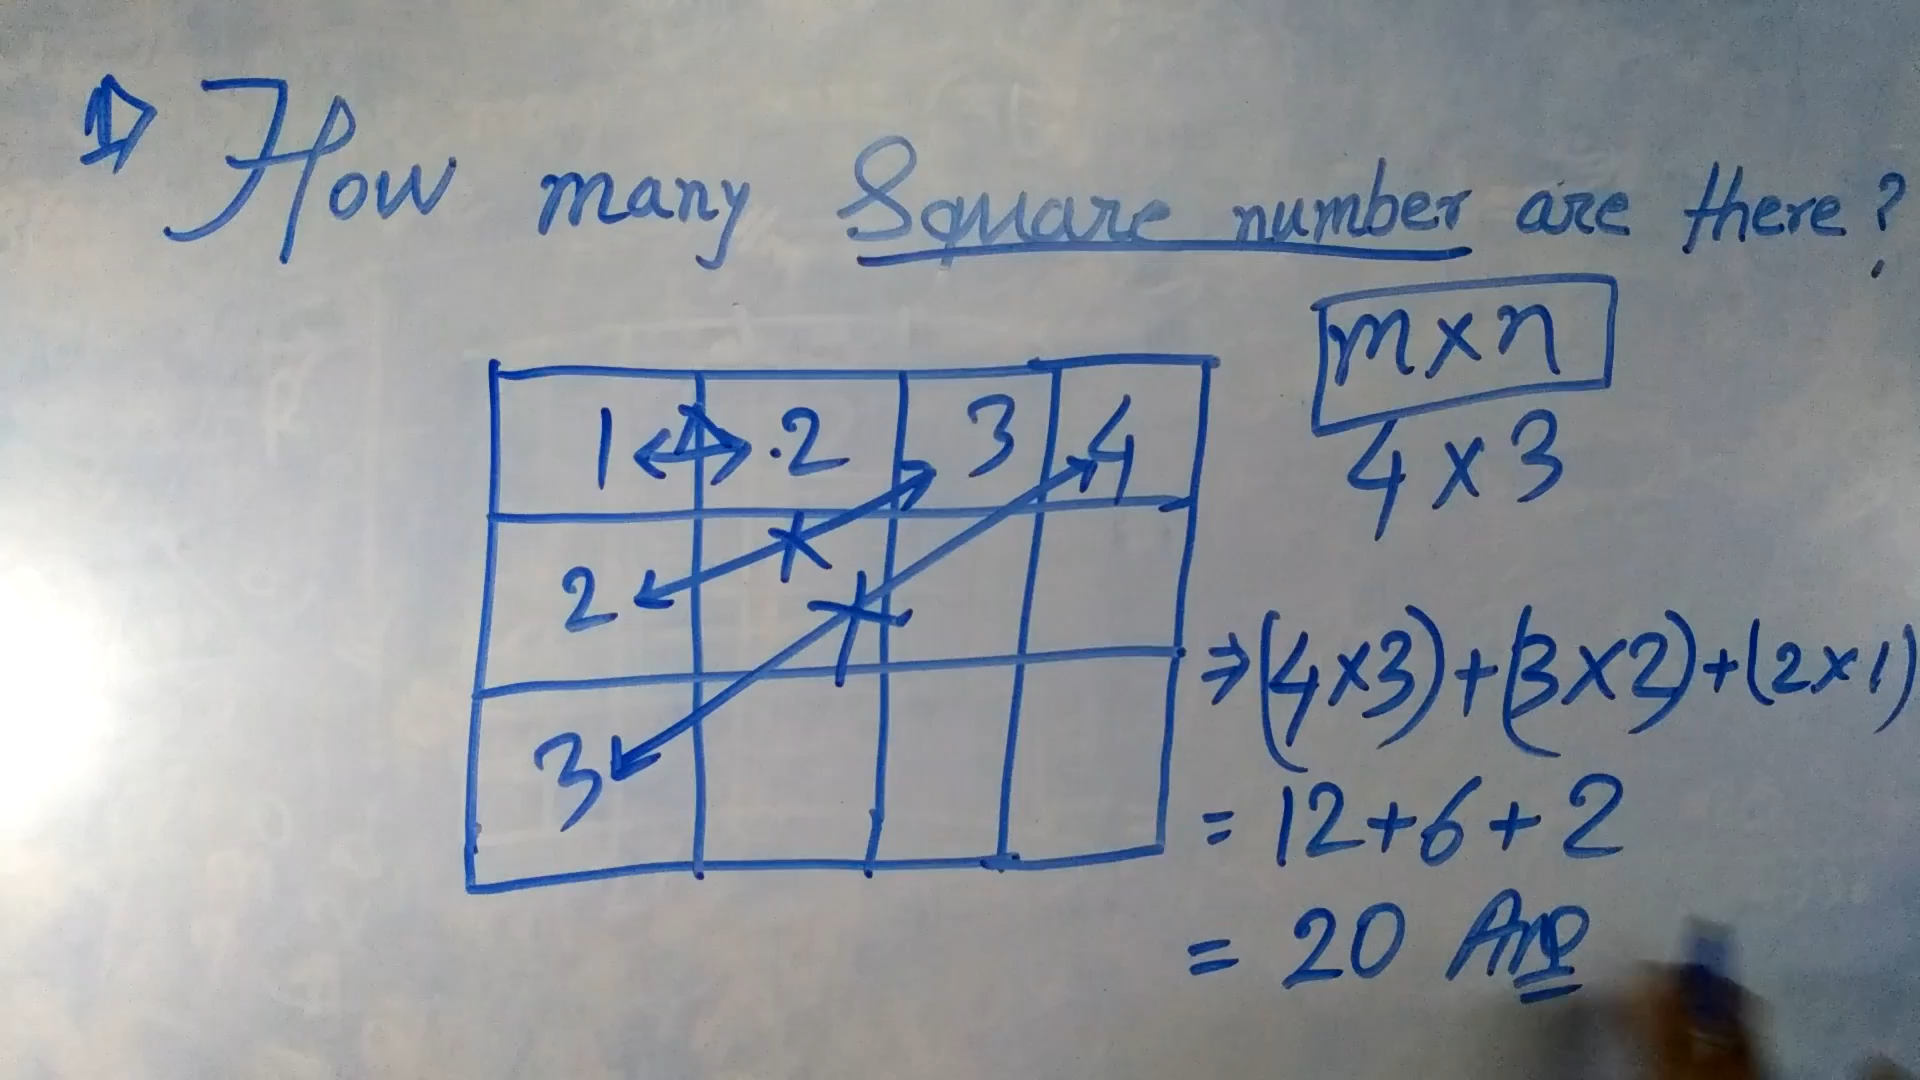 1) How many Square number are there?
m×n
4×3
1 2 3 4
2
3
⇒(4×3)+(3×2)+(2×1)
= 12+6+2
= 20 Ans